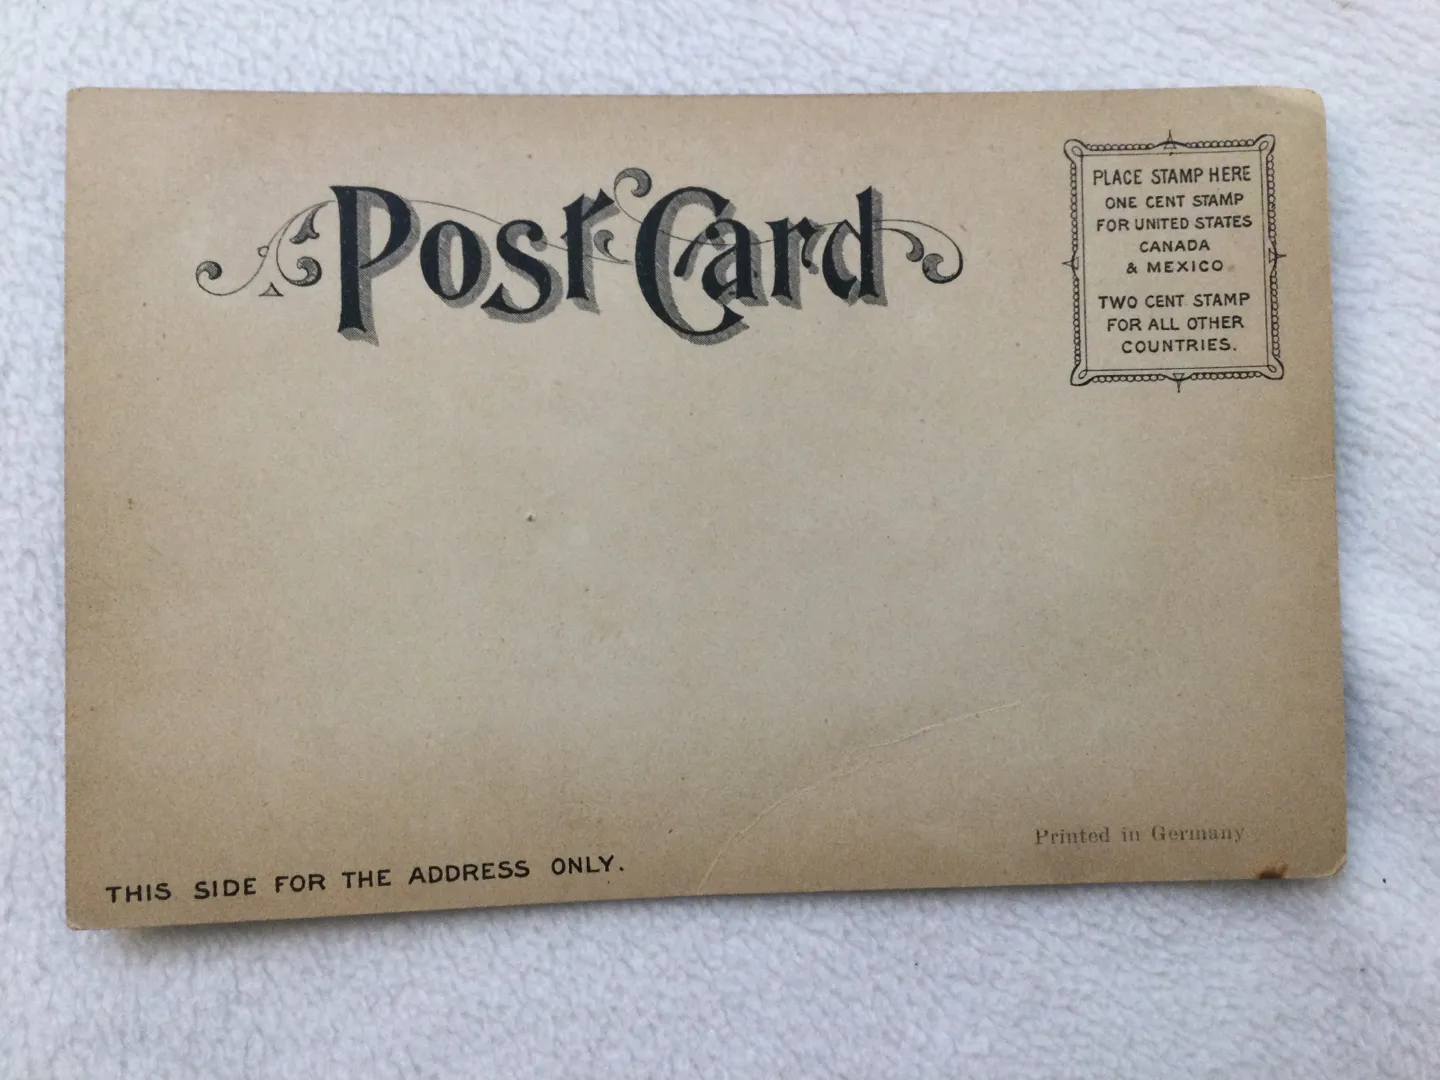 Post Card
PLACE STAMP HERE
ONE CENT STAMP
FOR UNITED STATES
CANADA
& MEXICO
TWO CENT STAMP
FOR ALL OTHER
COUNTRIES.
Printed in Germany
THIS SIDE FOR THE ADDRESS ONLY.